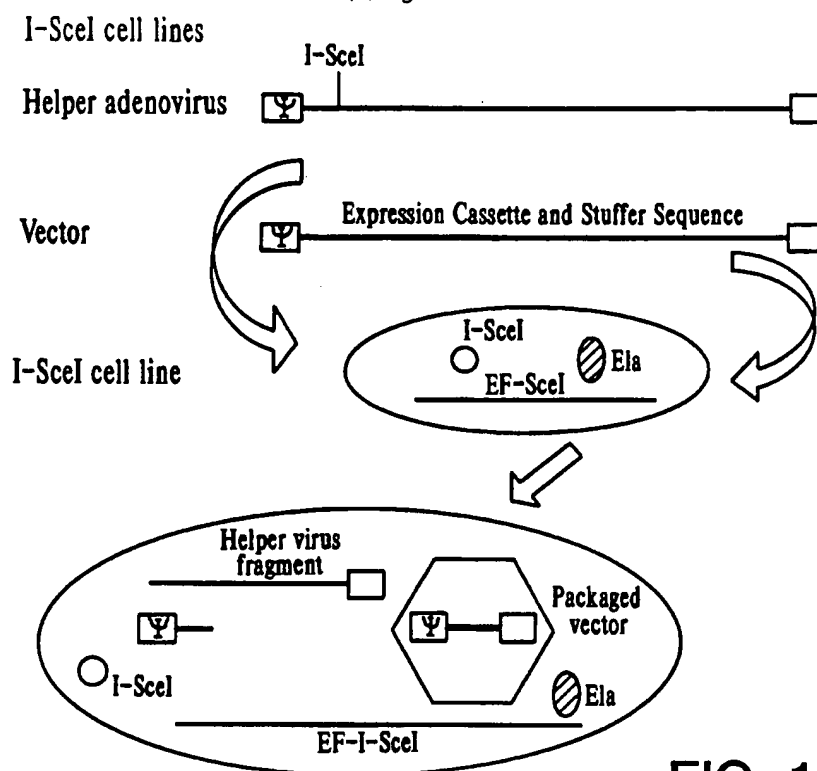 I-SceI cell lines
I-SceI
Helper adenovirus
Ψ
Vector
Expression Cassette and Stuffer Sequence
Ψ
I-SceI cell line
I-SceI
Ela
EF-SceI
Helper virus
fragment
Ψ
Ψ
Packaged
vector
I-SceI
Ela
EF-I-SceI